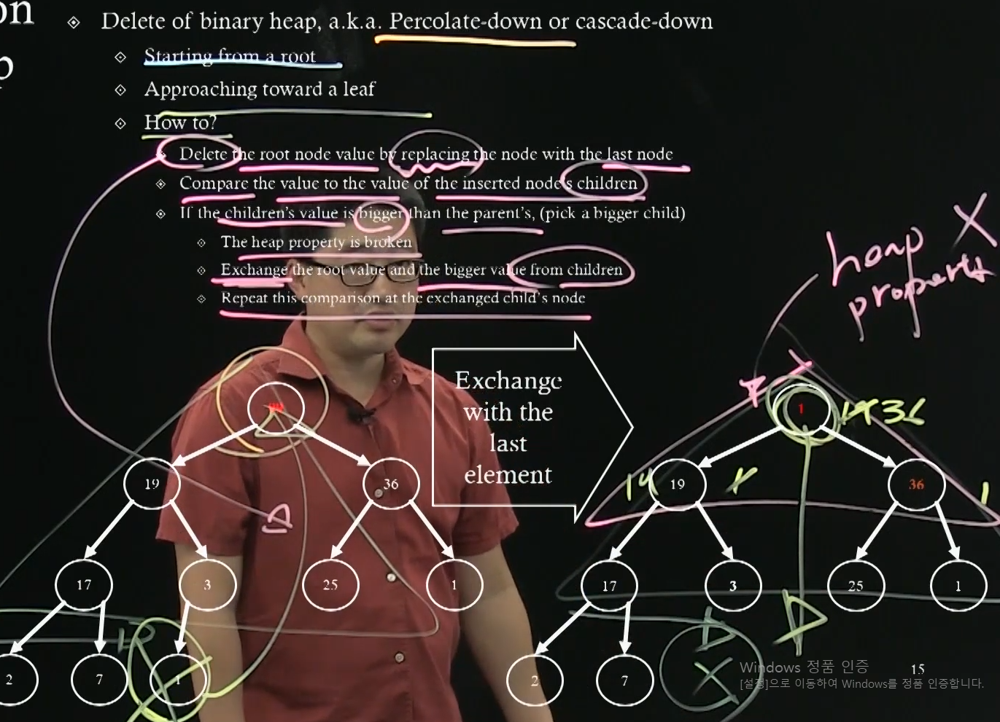 on
p
Delete of binary heap, a.k.a. Percolate-down or cascade-down
Starting from a root
Approaching toward a leaf
How to?
Delete the root node value by replacing the node with the last node
Compare the value to the value of the inserted node's children
If the children's value is bigger than the parent's, (pick a bigger child)
The heap property is broken
Exchange the root value and the bigger value from children
Repeat this comparison at the exchanged child's node
heap X
property
Exchange
with the
last
element
1
19 36
19
36
19
36
1
17
3
25
1
17
3
25
1
2
7
1
2
7
X
Windows 정품 인증
[설정]으로 이동하여 Windows를 정품 인증합니다.
15